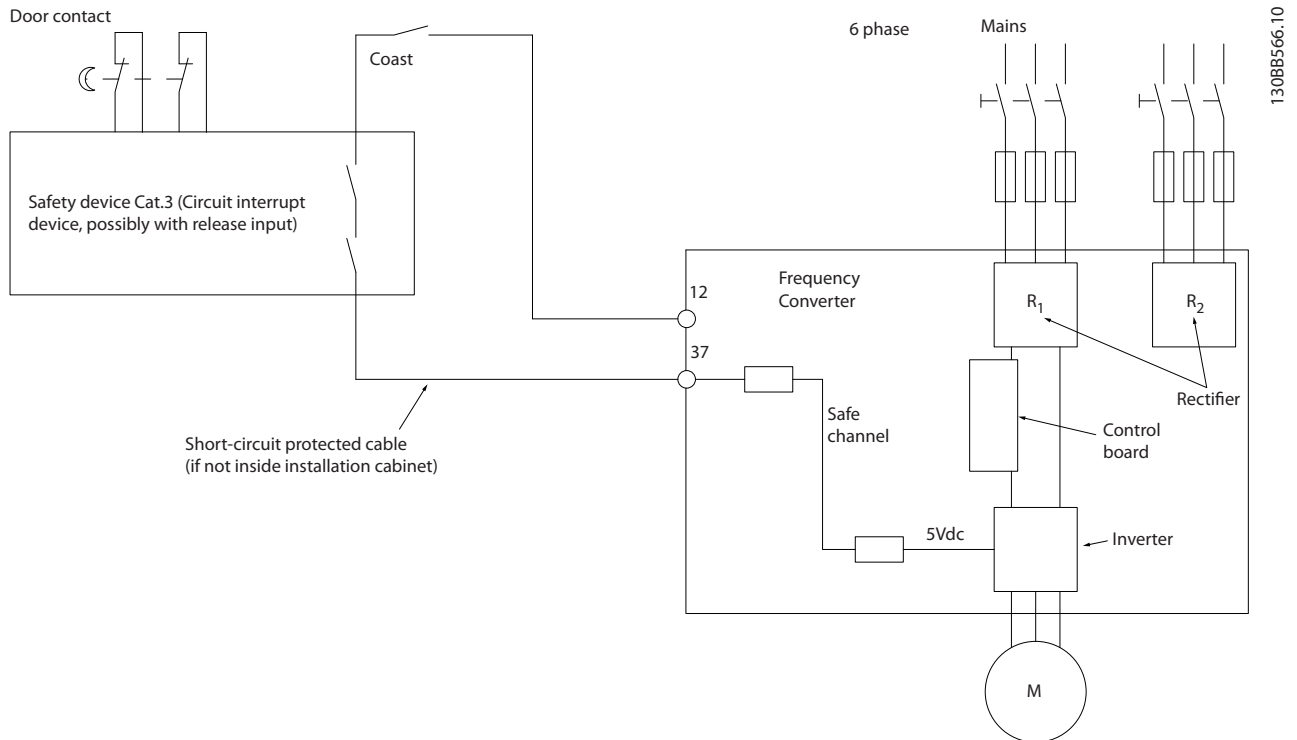 Door contact
Coast
6 phase
Mains
130BB566.10
Safety device Cat.3 (Circuit interrupt
device, possibly with release input)
12
Frequency
Converter
R1
R2
37
Safe
channel
Rectifier
Control
board
Short-circuit protected cable
(if not inside installation cabinet)
5Vdc
Inverter
M